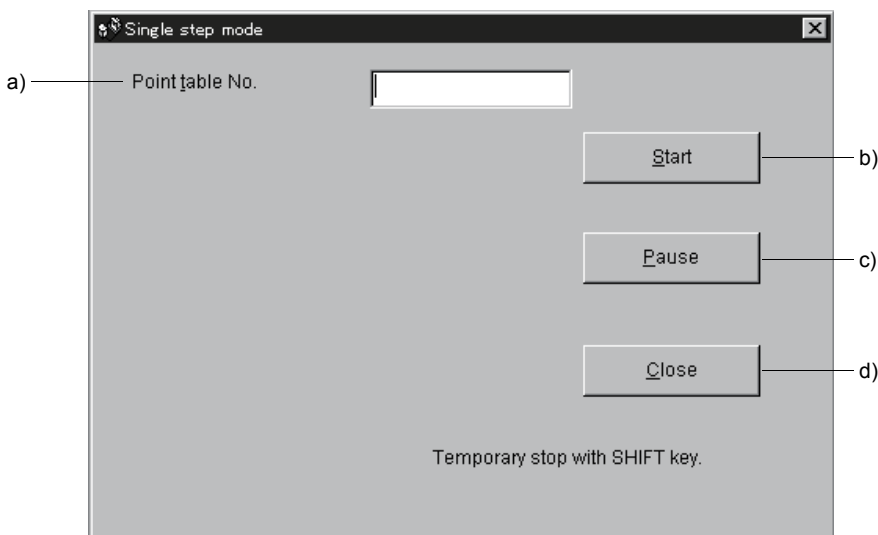 Single step mode
a) Point table No.
Start b)
Pause c)
Close d)
Temporary stop with SHIFT key.